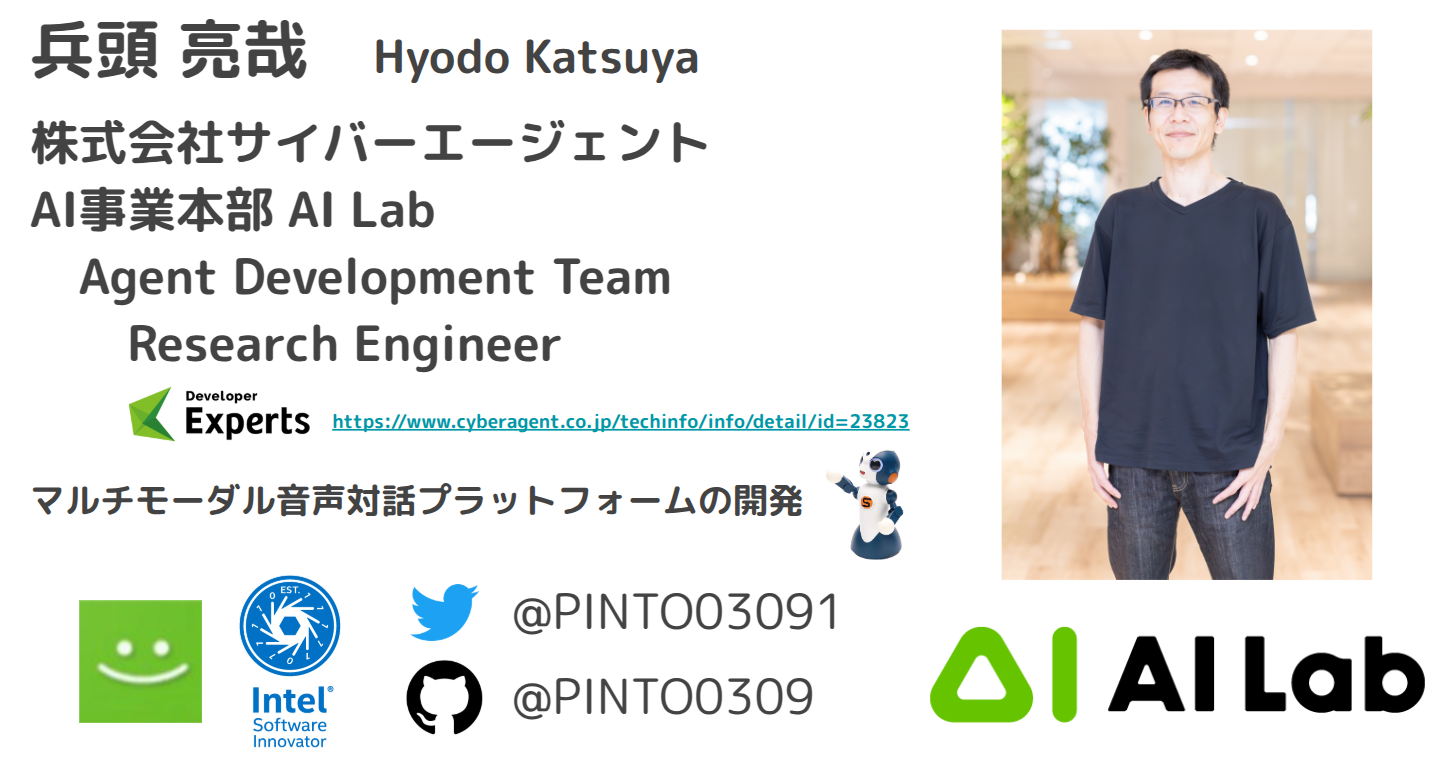 兵頭 亮哉 Hyodo Katsuya
株式会社サイバーエージェント
AI事業本部 AI Lab
Agent Development Team
Research Engineer
Developer
Experts
https://www.cyberagent.co.jp/techinfo/info/detail/id=23823
マルチモーダル音声対話プラットフォームの開発
S
EST.
Intel®
Software
Innovator
@PINTO03091
@PINTO0309
AI AI Lab